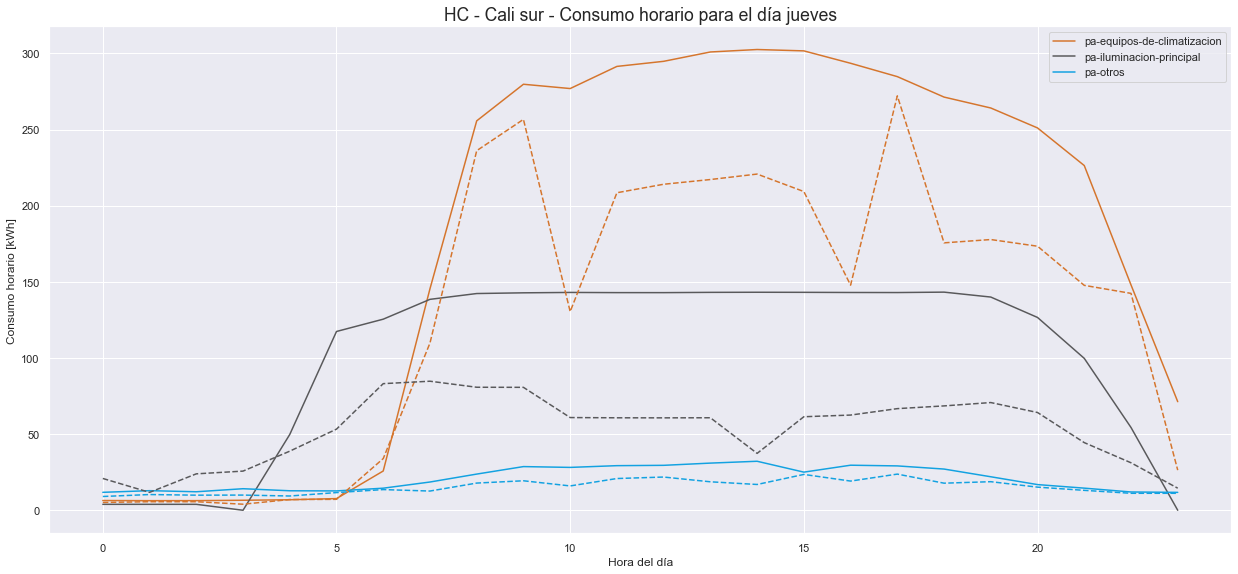 HC - Cali sur - Consumo horario para el día jueves
pa-equipos-de-climatizacion
pa-iluminacion-principal
pa-otros
300
250
200
150
100
50
0
Consumo horario [kWh]
0 5 10 15 20
Hora del día